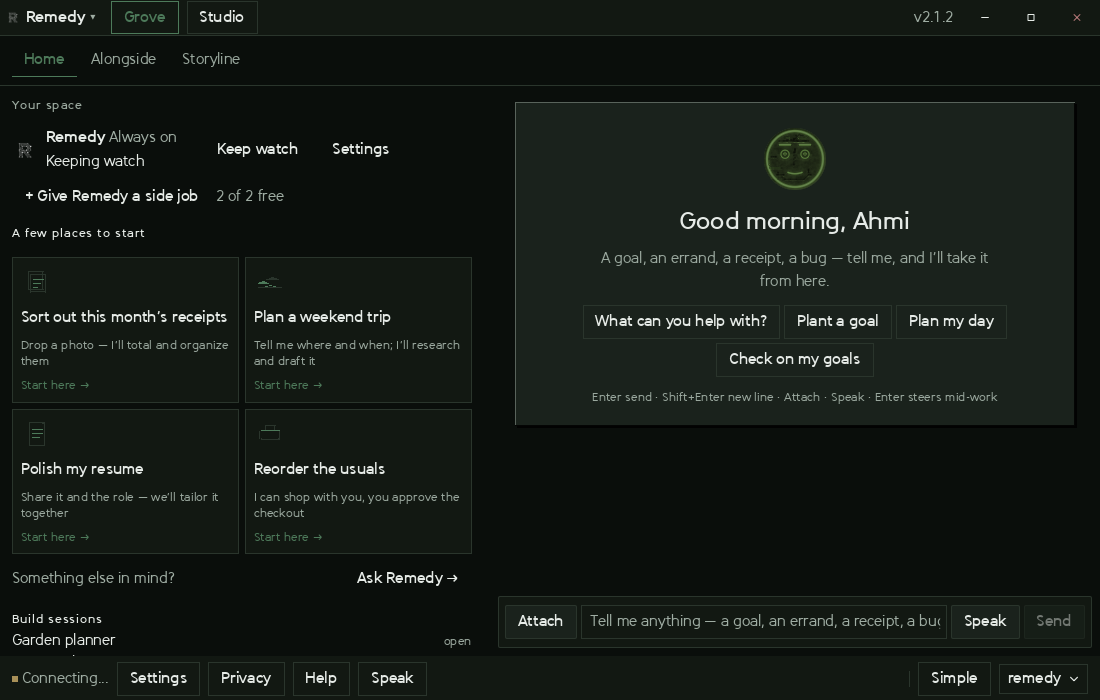 Remedy ▾ Grove Studio v2.1.2
Home Alongside Storyline
Your space
Remedy Always on
Keeping watch
Keep watch Settings
+ Give Remedy a side job 2 of 2 free
A few places to start
Sort out this month's receipts
Drop a photo — I'll total and organize
them
Start here →
Plan a weekend trip
Tell me where and when; I'll research
and draft it
Start here →
Polish my resume
Share it and the role — we'll tailor it
together
Start here →
Reorder the usuals
I can shop with you, you approve the
checkout
Start here →
Something else in mind? Ask Remedy →
Build sessions
Garden planner open
Good morning, Ahmi
A goal, an errand, a receipt, a bug — tell me, and I'll take it
from here.
What can you help with? Plant a goal Plan my day
Check on my goals
Enter send · Shift+Enter new line · Attach · Speak · Enter steers mid-work
Attach Tell me anything — a goal, an errand, a receipt, a bug Speak Send
Connecting... Settings Privacy Help Speak Simple remedy